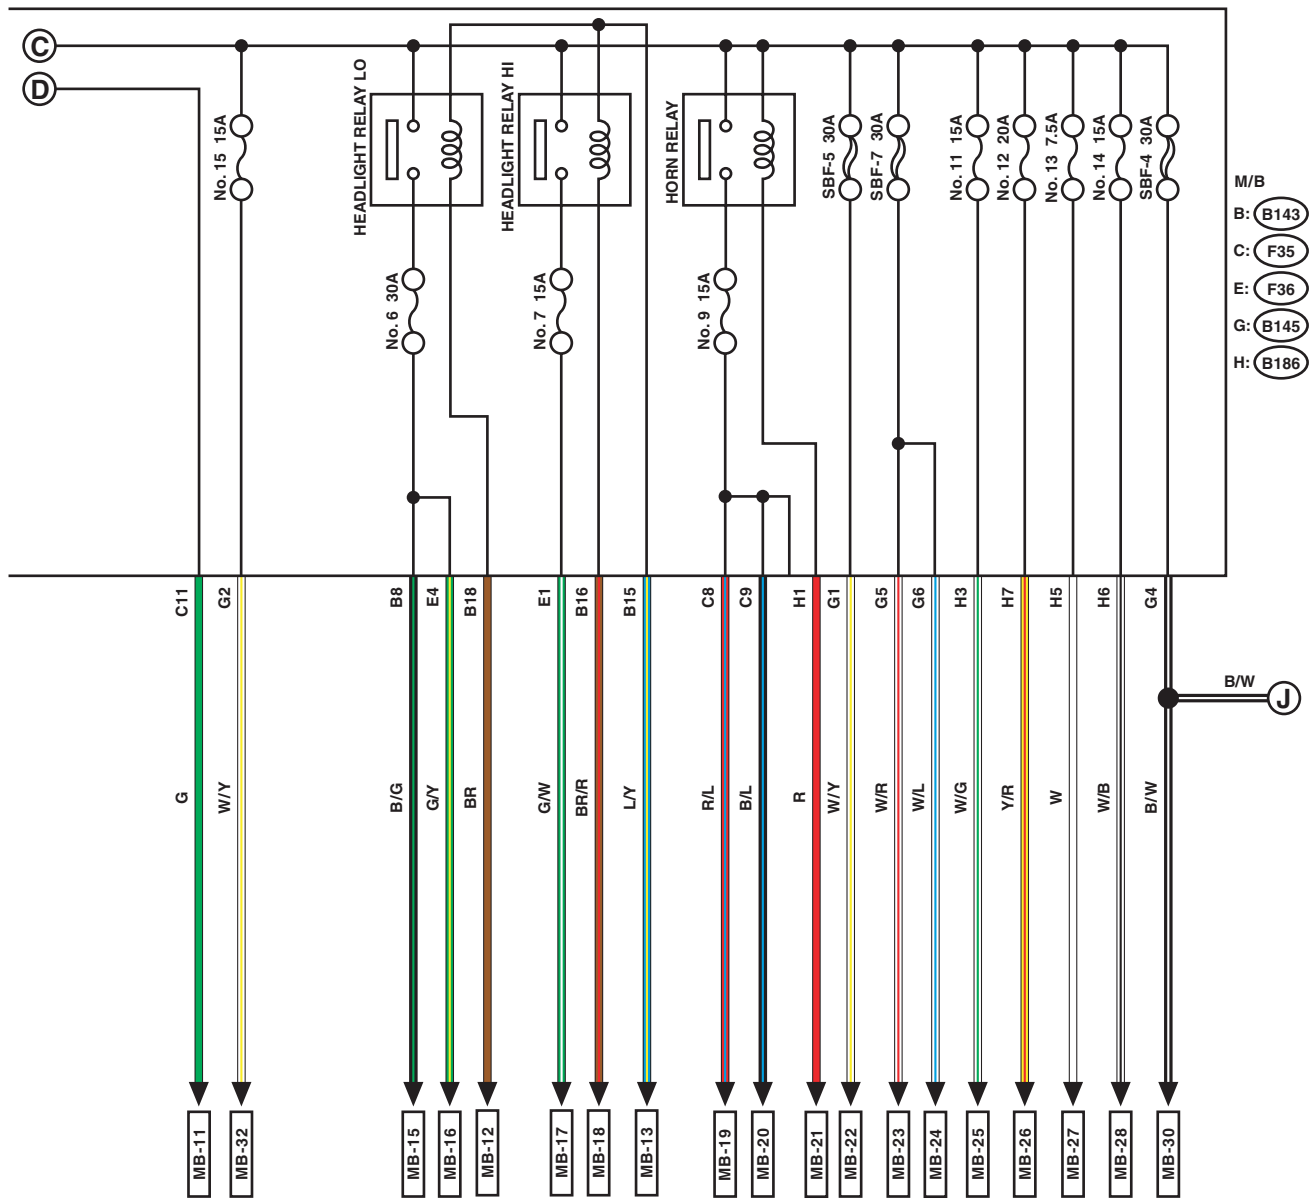 C
D
No. 15 15A
HEADLIGHT RELAY LO
HEADLIGHT RELAY HI
HORN RELAY
SBF-5 30A
SBF-7 30A
No. 11 15A
No. 12 20A
No. 13 7.5A
No. 14 15A
SBF-4 30A
M/B
B: B143
C: F35
E: F36
G: B145
H: B186
No. 6 30A
No. 7 15A
No. 9 15A
C11
G2
B8
E4
B18
E1
B16
B15
C8
C9
H1
G1
G5
G6
H3
H7
H5
H6
G4
B/W
J
G
W/Y
B/G
G/Y
BR
G/W
BR/R
L/Y
R/L
B/L
R
W/Y
W/R
W/L
W/G
Y/R
W
W/B
B/W
MB-11
MB-32
MB-15
MB-16
MB-12
MB-17
MB-18
MB-13
MB-19
MB-20
MB-21
MB-22
MB-23
MB-24
MB-25
MB-26
MB-27
MB-28
MB-30